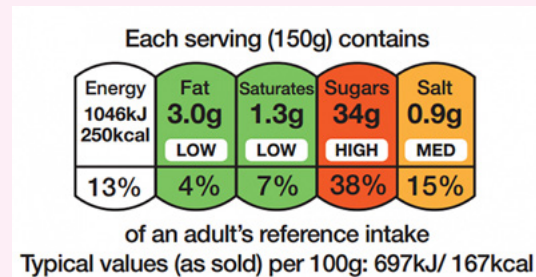 Each serving (150g) contains
Energy Fat Saturates Sugars Salt
1046kJ 250kcal 3.0g 1.3g 34g 0.9g
LOW LOW HIGH MED
13% 4% 7% 38% 15%
of an adult's reference intake
Typical values (as sold) per 100g: 697kJ/ 167kcal